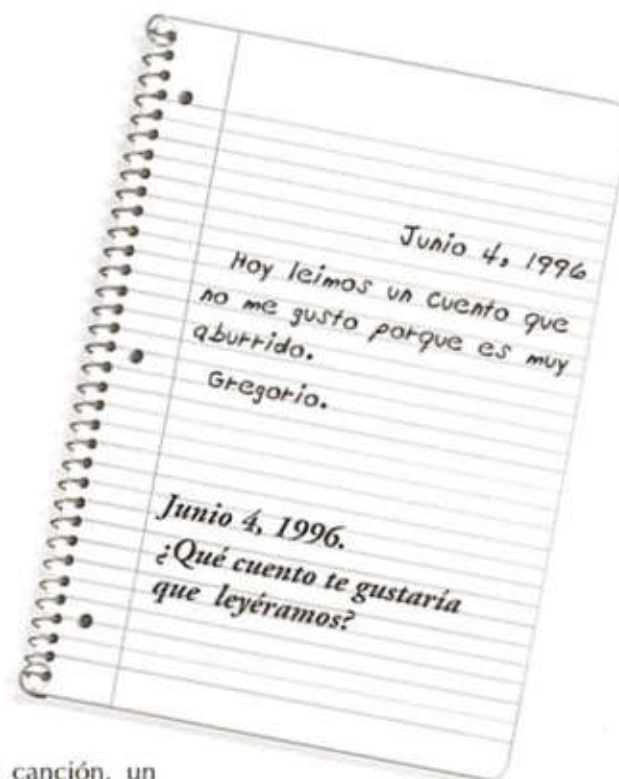 Junio 4, 1996
Hoy leimos un cuento que
no me gusto porque es muy
aburrido.
Gregorio.
Junio 4, 1996.
¿Qué cuento te gustaría
que leyéramos?
canción, un